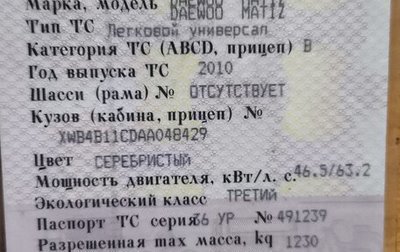 Марка, модель DAEWOO MATIZ
Тип ТС Легковой универсал
Категория ТС (ABCD, прицеп) B
Год выпуска ТС 2010
Шасси (рама) № ОТСУТСТВУЕТ
Кузов (кабина, прицеп) №
XWB4B11CDAA048429
Цвет СЕРЕБРИСТЫЙ
Мощность двигателя, кВт/л. с. 46.5/63.2
Экологический класс ТРЕТИЙ
Паспорт ТС серия 36 УР № 491239
Разрешенная max масса, kg 1230